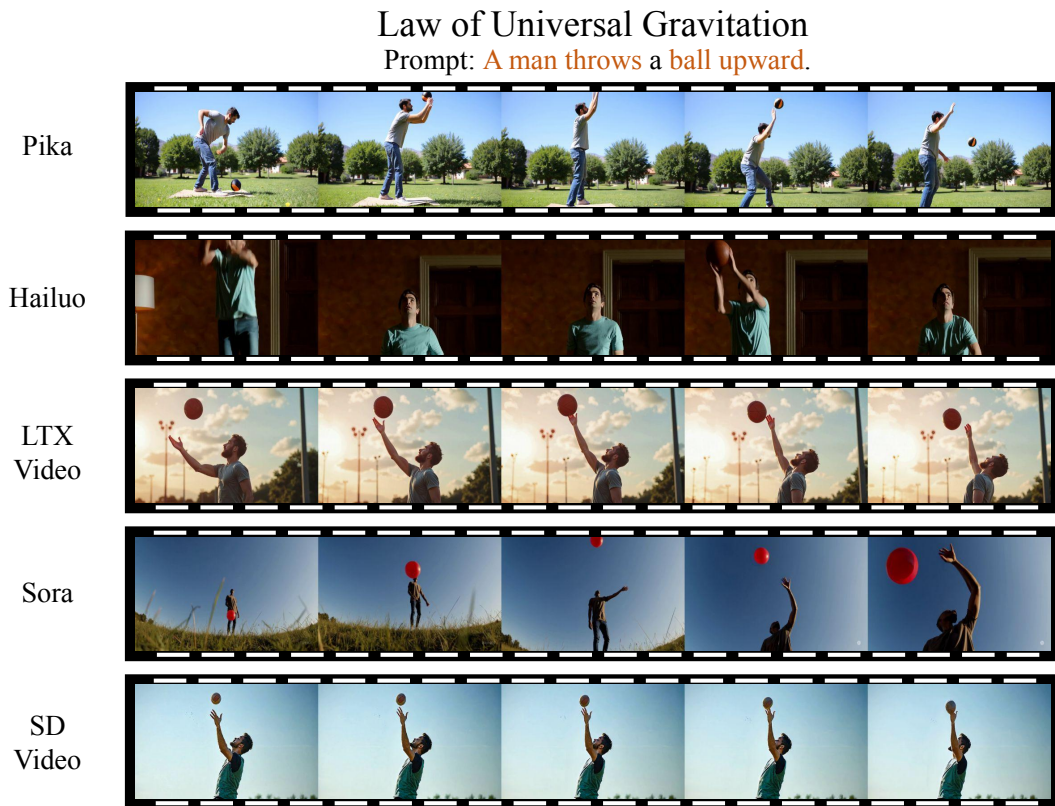 Law of Universal Gravitation
Prompt: A man throws a ball upward.
Pika
Hailuo
LTX
Video
Sora
SD
Video